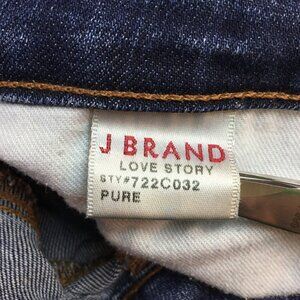 J BRAND
LOVE STORY
STY#722C032
PURE